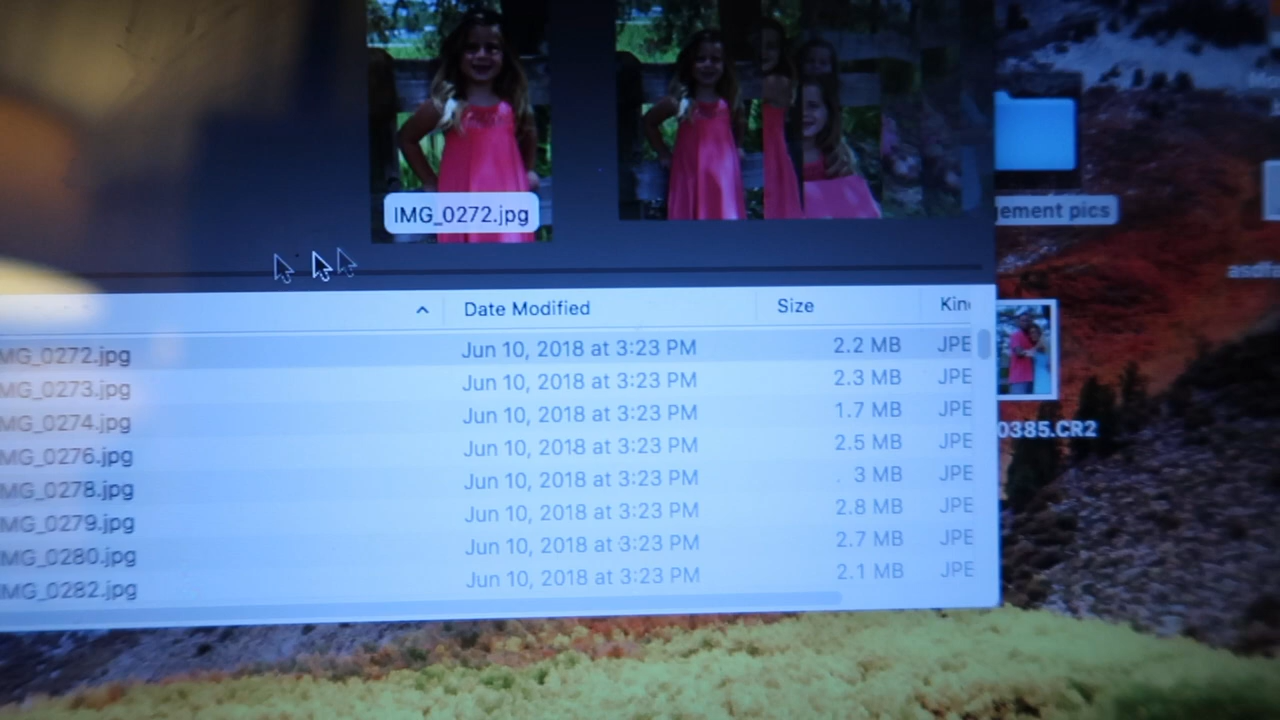 IMG_0272.jpg
gement pics
Date Modified Size Kin
MG_0272.jpg Jun 10, 2018 at 3:23 PM 2.2 MB JPE
MG_0273.jpg Jun 10, 2018 at 3:23 PM 2.3 MB JPE
MG_0274.jpg Jun 10, 2018 at 3:23 PM 1.7 MB JPE
MG_0276.jpg Jun 10, 2018 at 3:23 PM 2.5 MB JPE
MG_0278.jpg Jun 10, 2018 at 3:23 PM 3 MB JPE
MG_0279.jpg Jun 10, 2018 at 3:23 PM 2.8 MB JPE
MG_0280.jpg Jun 10, 2018 at 3:23 PM 2.7 MB JPE
MG_0282.jpg Jun 10, 2018 at 3:23 PM 2.1 MB JPE
0385.CR2